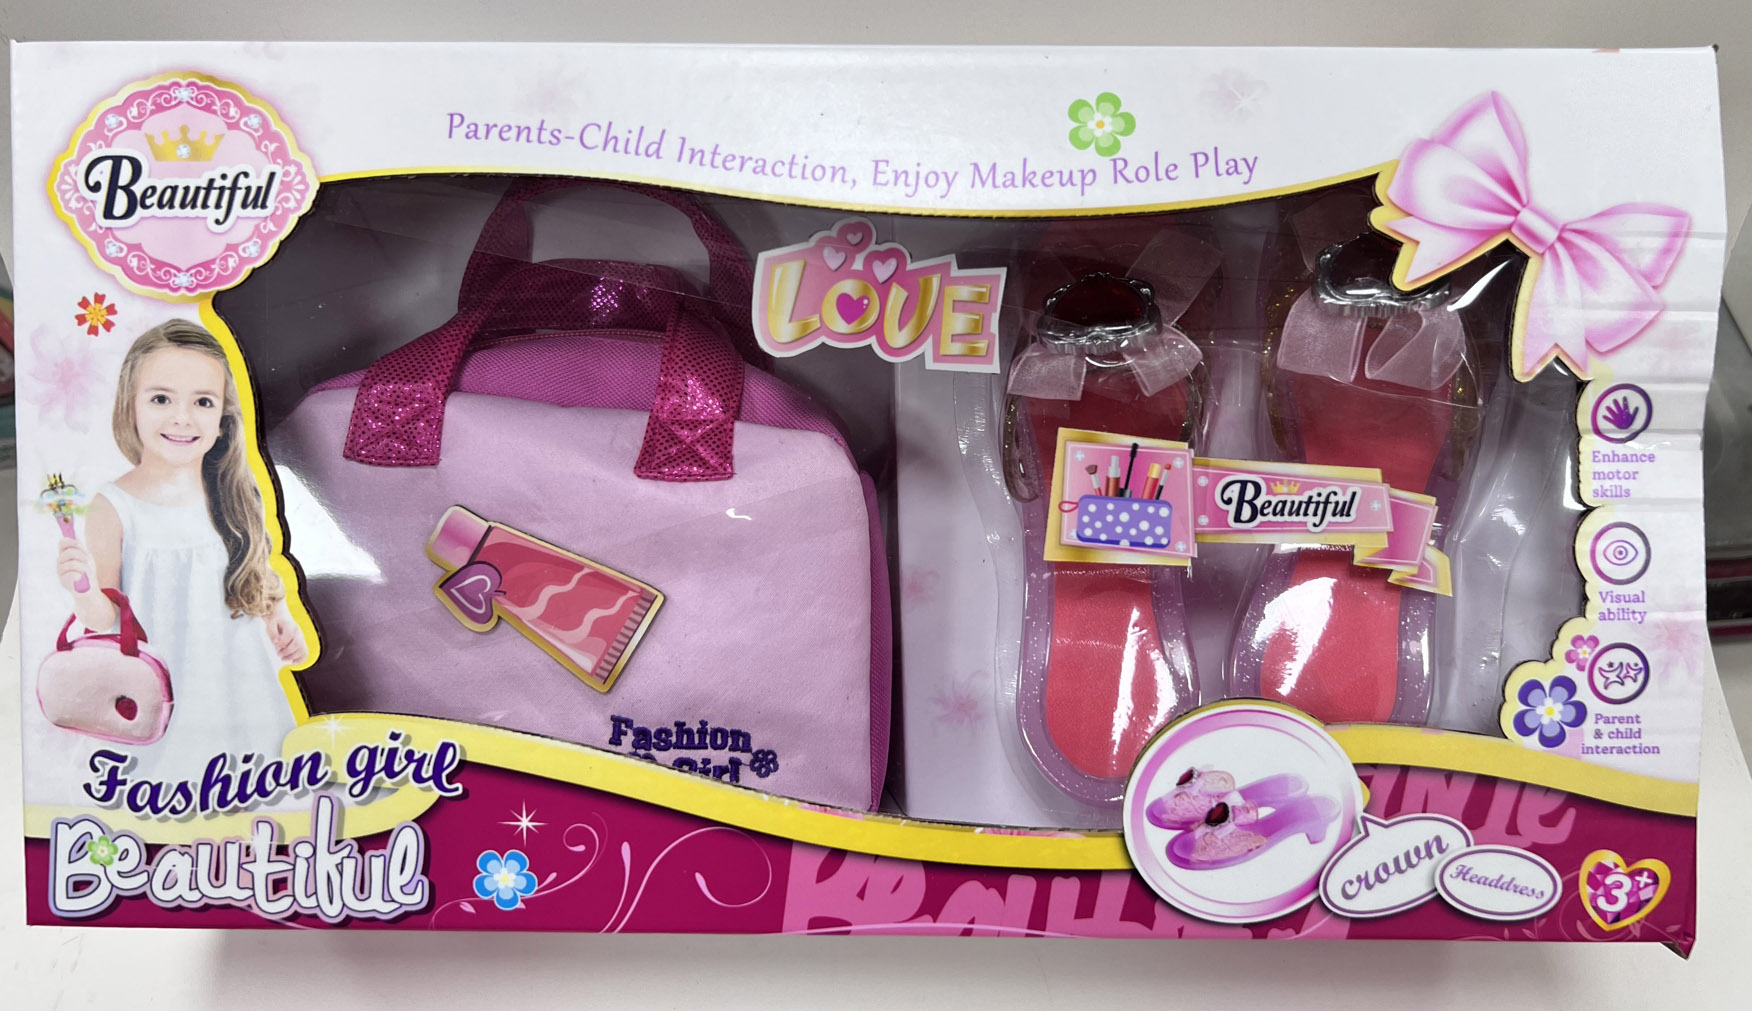 Beautiful
Parents-Child Interaction, Enjoy Makeup Role Play
LOVE
Beautiful
Enhance
motor
skills
Visual
ability
Parent
& child
interaction
Fashion
Girl
Fashion girl
Beautiful
crown
Headdress
3+